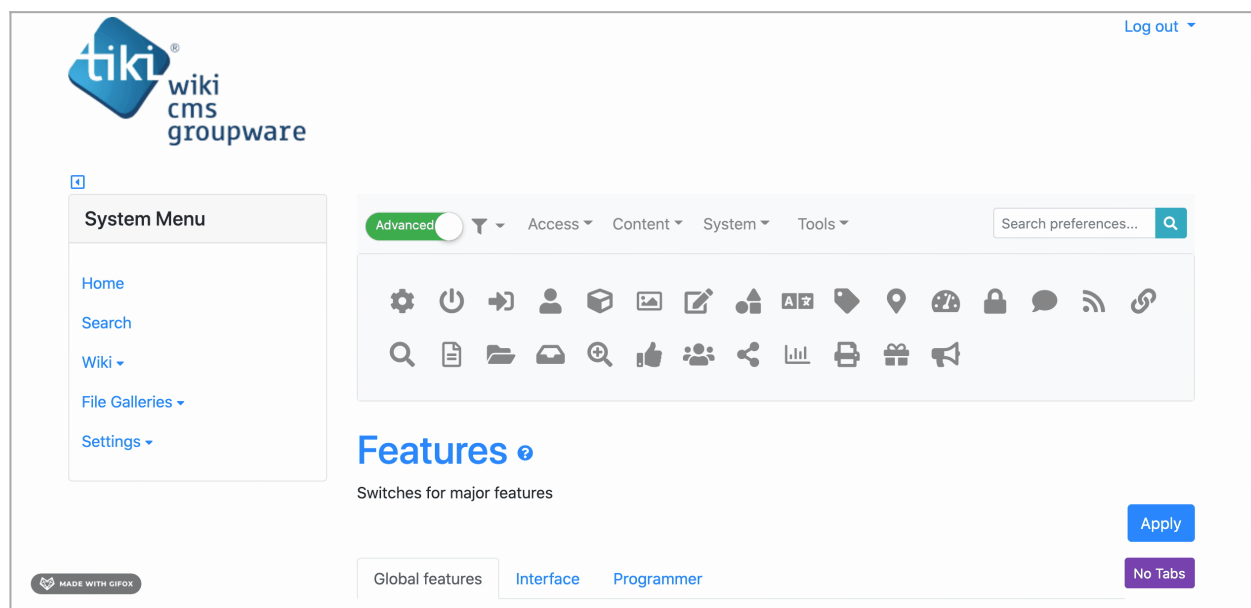 Log out
tiki®
wiki
cms
groupware
System Menu
Home
Search
Wiki
File Galleries
Settings
Advanced Access Content System Tools Search preferences...
A
Features
Switches for major features
Apply
Global features Interface Programmer No Tabs
MADE WITH GIFOX